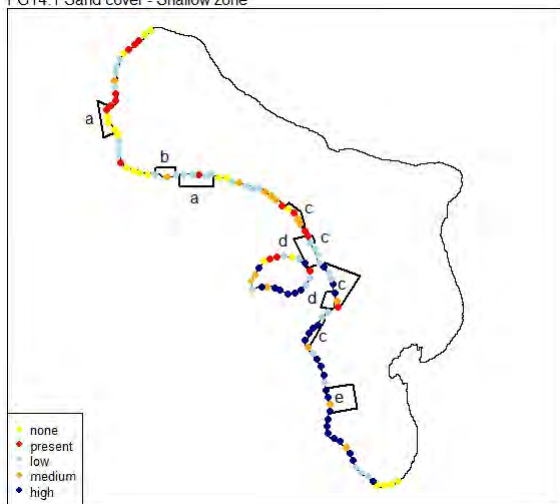 Sand cover - Shallow zone
a
b
a
c
c
d
c
d
c
e
none
present
low
medium
high